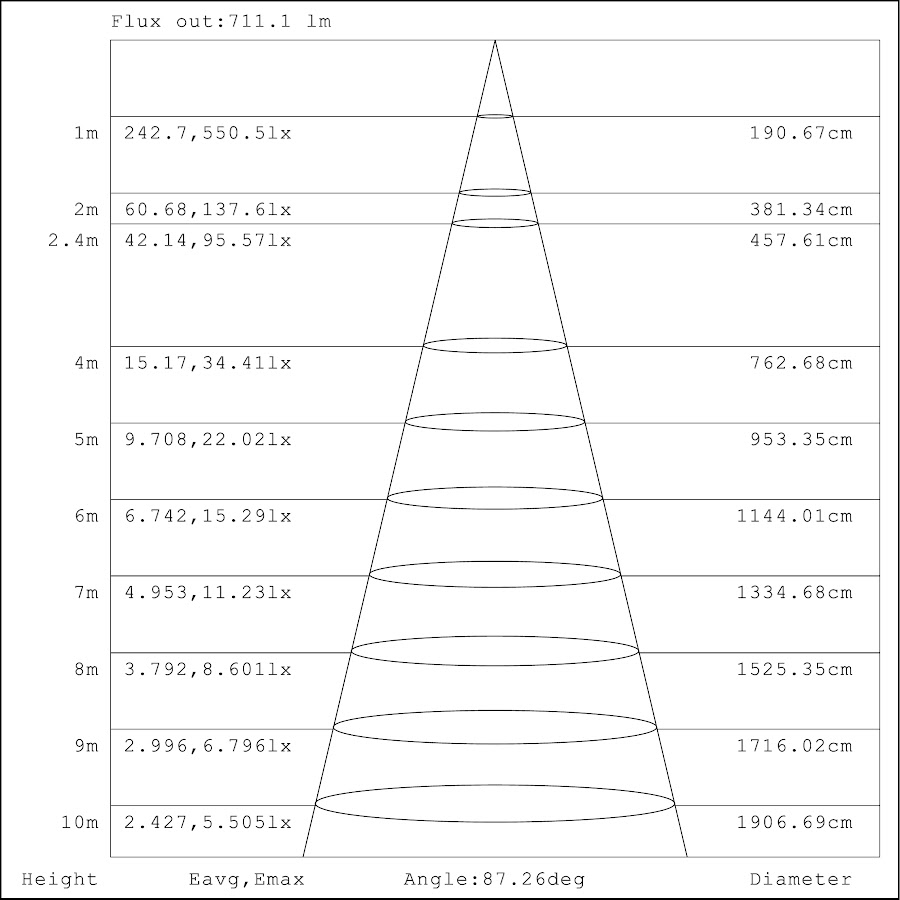 Flux out:711.1 lm
1m 242.7,550.5lx 190.67cm
2m 60.68,137.6lx 381.34cm
2.4m 42.14,95.57lx 457.61cm
4m 15.17,34.41lx 762.68cm
5m 9.708,22.02lx 953.35cm
6m 6.742,15.29lx 1144.01cm
7m 4.953,11.23lx 1334.68cm
8m 3.792,8.601lx 1525.35cm
9m 2.996,6.796lx 1716.02cm
10m 2.427,5.505lx 1906.69cm
Height Eavg,Emax Angle:87.26deg Diameter